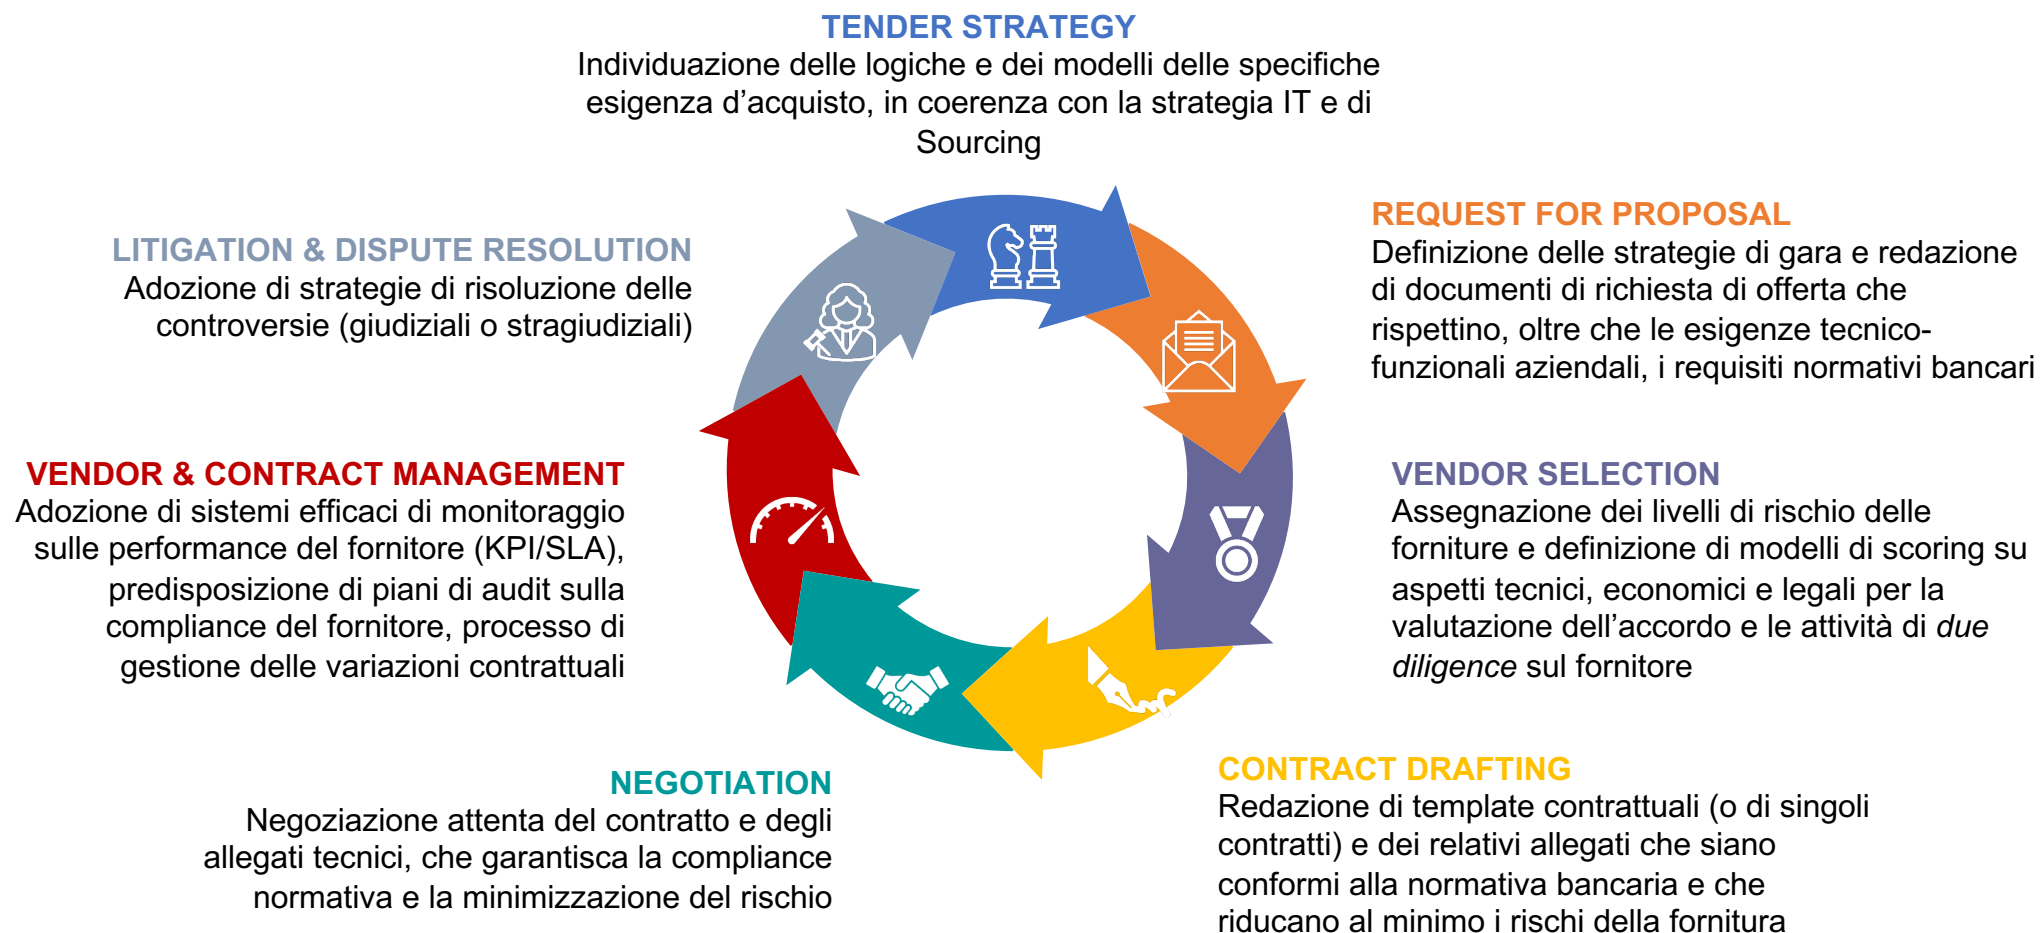 TENDER STRATEGY
Individuazione delle logiche e dei modelli delle specifiche
esigenza d’acquisto, in coerenza con la strategia IT e di
Sourcing
REQUEST FOR PROPOSAL
Definizione delle strategie di gara e redazione
di documenti di richiesta di offerta che
rispettino, oltre che le esigenze tecnico-
funzionali aziendali, i requisiti normativi bancari
VENDOR SELECTION
Assegnazione dei livelli di rischio delle
forniture e definizione di modelli di scoring su
aspetti tecnici, economici e legali per la
valutazione dell’accordo e le attività di due
diligence sul fornitore
CONTRACT DRAFTING
Redazione di template contrattuali (o di singoli
contratti) e dei relativi allegati che siano
conformi alla normativa bancaria e che
riducano al minimo i rischi della fornitura
NEGOTIATION
Negoziazione attenta del contratto e degli
allegati tecnici, che garantisca la compliance
normativa e la minimizzazione del rischio
VENDOR & CONTRACT MANAGEMENT
Adozione di sistemi efficaci di monitoraggio
sulle performance del fornitore (KPI/SLA),
predisposizione di piani di audit sulla
compliance del fornitore, processo di
gestione delle variazioni contrattuali
LITIGATION & DISPUTE RESOLUTION
Adozione di strategie di risoluzione delle
controversie (giudiziali o stragiudiziali)